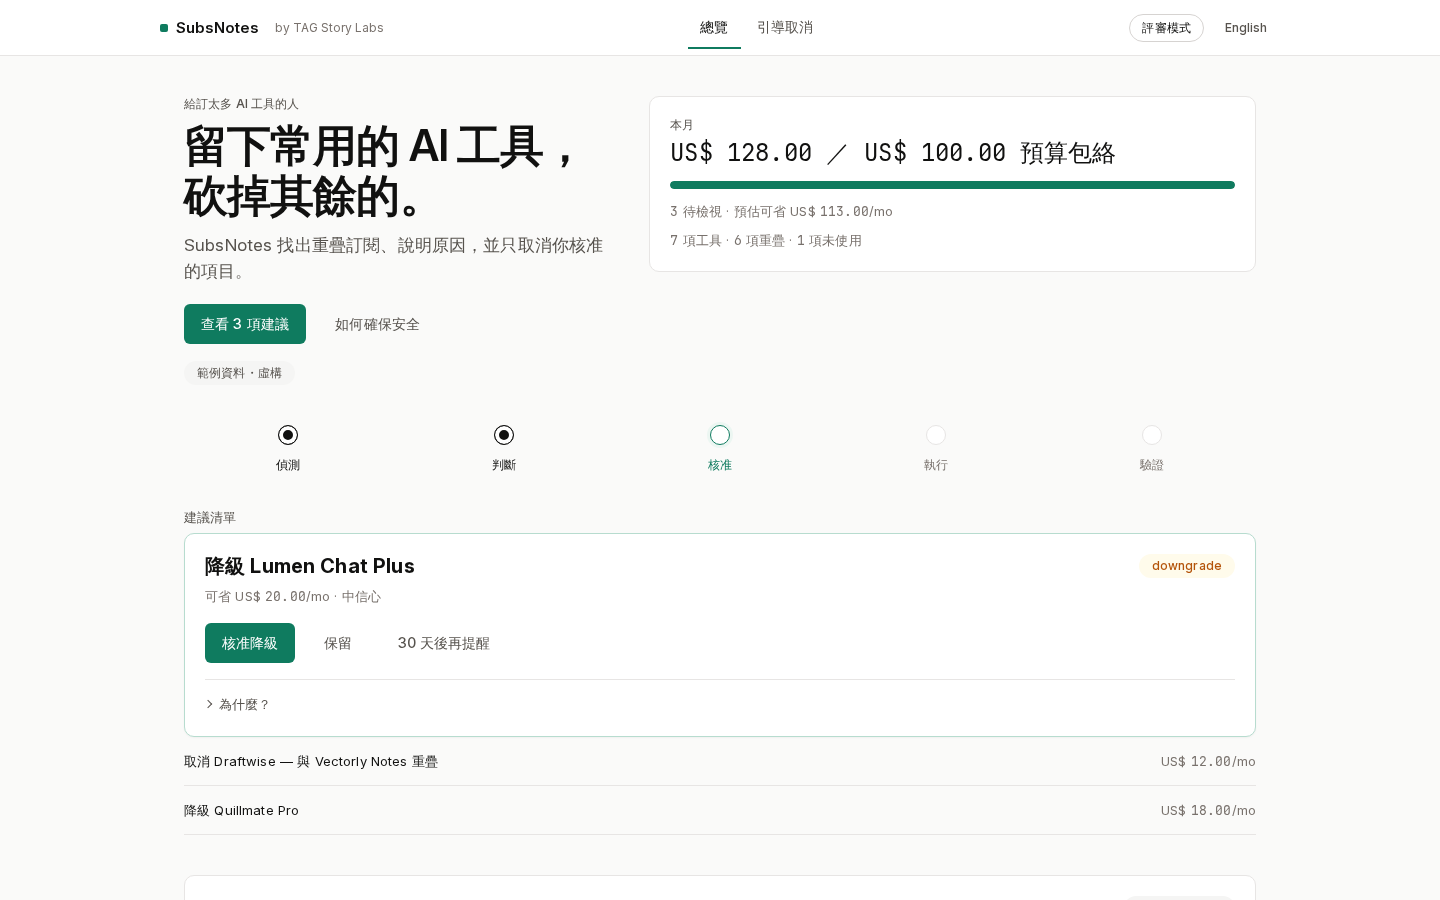 SubsNotes by TAG Story Labs 總覽 引導取消 評審模式 English
給訂太多 AI 工具的人
留下常用的 AI 工具，
砍掉其餘的。
SubsNotes 找出重疊訂閱、說明原因，並只取消你核准
的項目。
查看 3 項建議 如何確保安全
範例資料・虛構
本月
US$ 128.00 ／ US$ 100.00 預算包絡
3 待檢視 · 預估可省 US$ 113.00/mo
7 項工具 · 6 項重疊 · 1 項未使用
偵測 判斷 核准 執行 驗證
建議清單
降級 Lumen Chat Plus downgrade
可省 US$ 20.00/mo · 中信心
核准降級 保留 30 天後再提醒
為什麼？
取消 Draftwise — 與 Vectorly Notes 重疊 US$ 12.00/mo
降級 Quillmate Pro US$ 18.00/mo